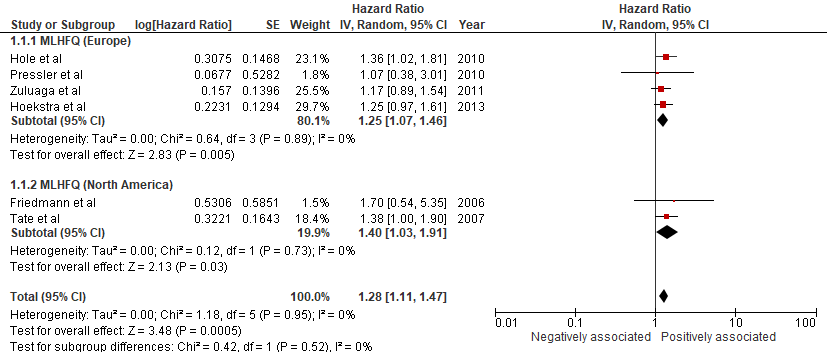 Hazard Ratio Hazard Ratio
Study or Subgroup log[Hazard Ratio] SE Weight IV, Random, 95% CI Year IV, Random, 95% CI
1.1.1 MLHFQ (Europe)
Hole et al 0.3075 0.1468 23.1% 1.36 [1.02, 1.81] 2010
Pressler et al 0.0677 0.5282 1.8% 1.07 [0.38, 3.01] 2010
Zuluaga et al 0.157 0.1396 25.5% 1.17 [0.89, 1.54] 2011
Hoekstra et al 0.2231 0.1294 29.7% 1.25 [0.97, 1.61] 2013
Subtotal (95% CI) 80.1% 1.25 [1.07, 1.46]
Heterogeneity: Tau² = 0.00; Chi² = 0.64, df = 3 (P = 0.89); I² = 0%
Test for overall effect: Z = 2.83 (P = 0.005)
1.1.2 MLHFQ (North America)
Friedmann et al 0.5306 0.5851 1.5% 1.70 [0.54, 5.35] 2006
Tate et al 0.3221 0.1643 18.4% 1.38 [1.00, 1.90] 2007
Subtotal (95% CI) 19.9% 1.40 [1.03, 1.91]
Heterogeneity: Tau² = 0.00; Chi² = 0.12, df = 1 (P = 0.73); I² = 0%
Test for overall effect: Z = 2.13 (P = 0.03)
Total (95% CI) 100.0% 1.28 [1.11, 1.47]
Heterogeneity: Tau² = 0.00; Chi² = 1.18, df = 5 (P = 0.95); I² = 0%
Test for overall effect: Z = 3.48 (P = 0.0005)
Test for subgroup differences: Chi² = 0.42, df = 1 (P = 0.52), I² = 0%
0.01 0.1 1 10 100
Negatively associated Positively associated